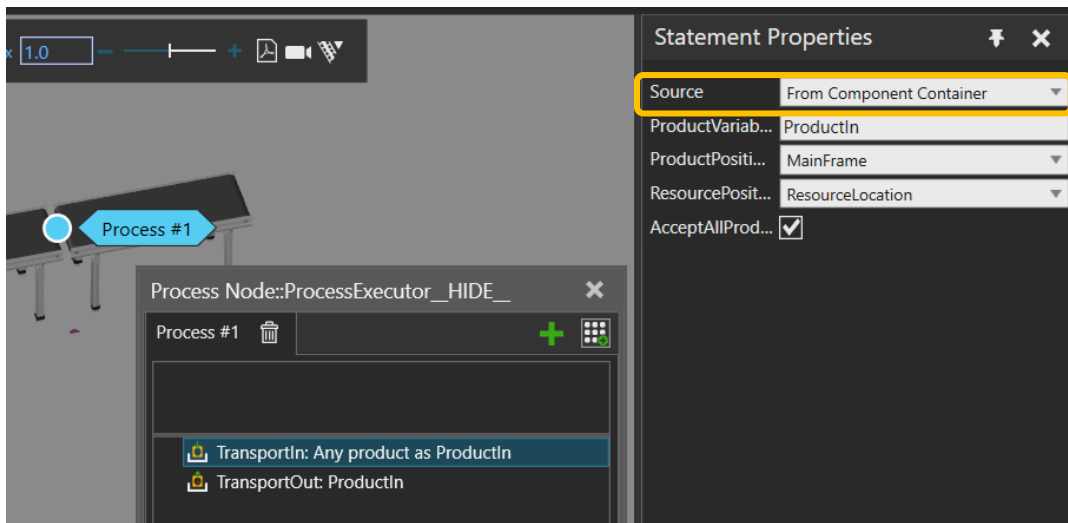 x 1.0
Process #1
Process Node::ProcessExecutor__HIDE__
Process #1
TransportIn: Any product as ProductIn
TransportOut: ProductIn
Statement Properties
Source From Component Container
ProductVariab... ProductIn
ProductPositi... MainFrame
ResourcePosit... ResourceLocation
AcceptAllProd...